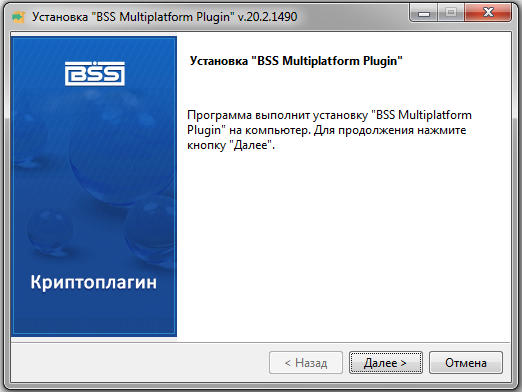 Установка "BSS Multiplatform Plugin" v.20.2.1490
BSS
Установка "BSS Multiplatform Plugin"
Программа выполнит установку "BSS Multiplatform
Plugin" на компьютер. Для продолжения нажмите
кнопку "Далее".
Криптоплагин
< Назад
Далее >
Отмена